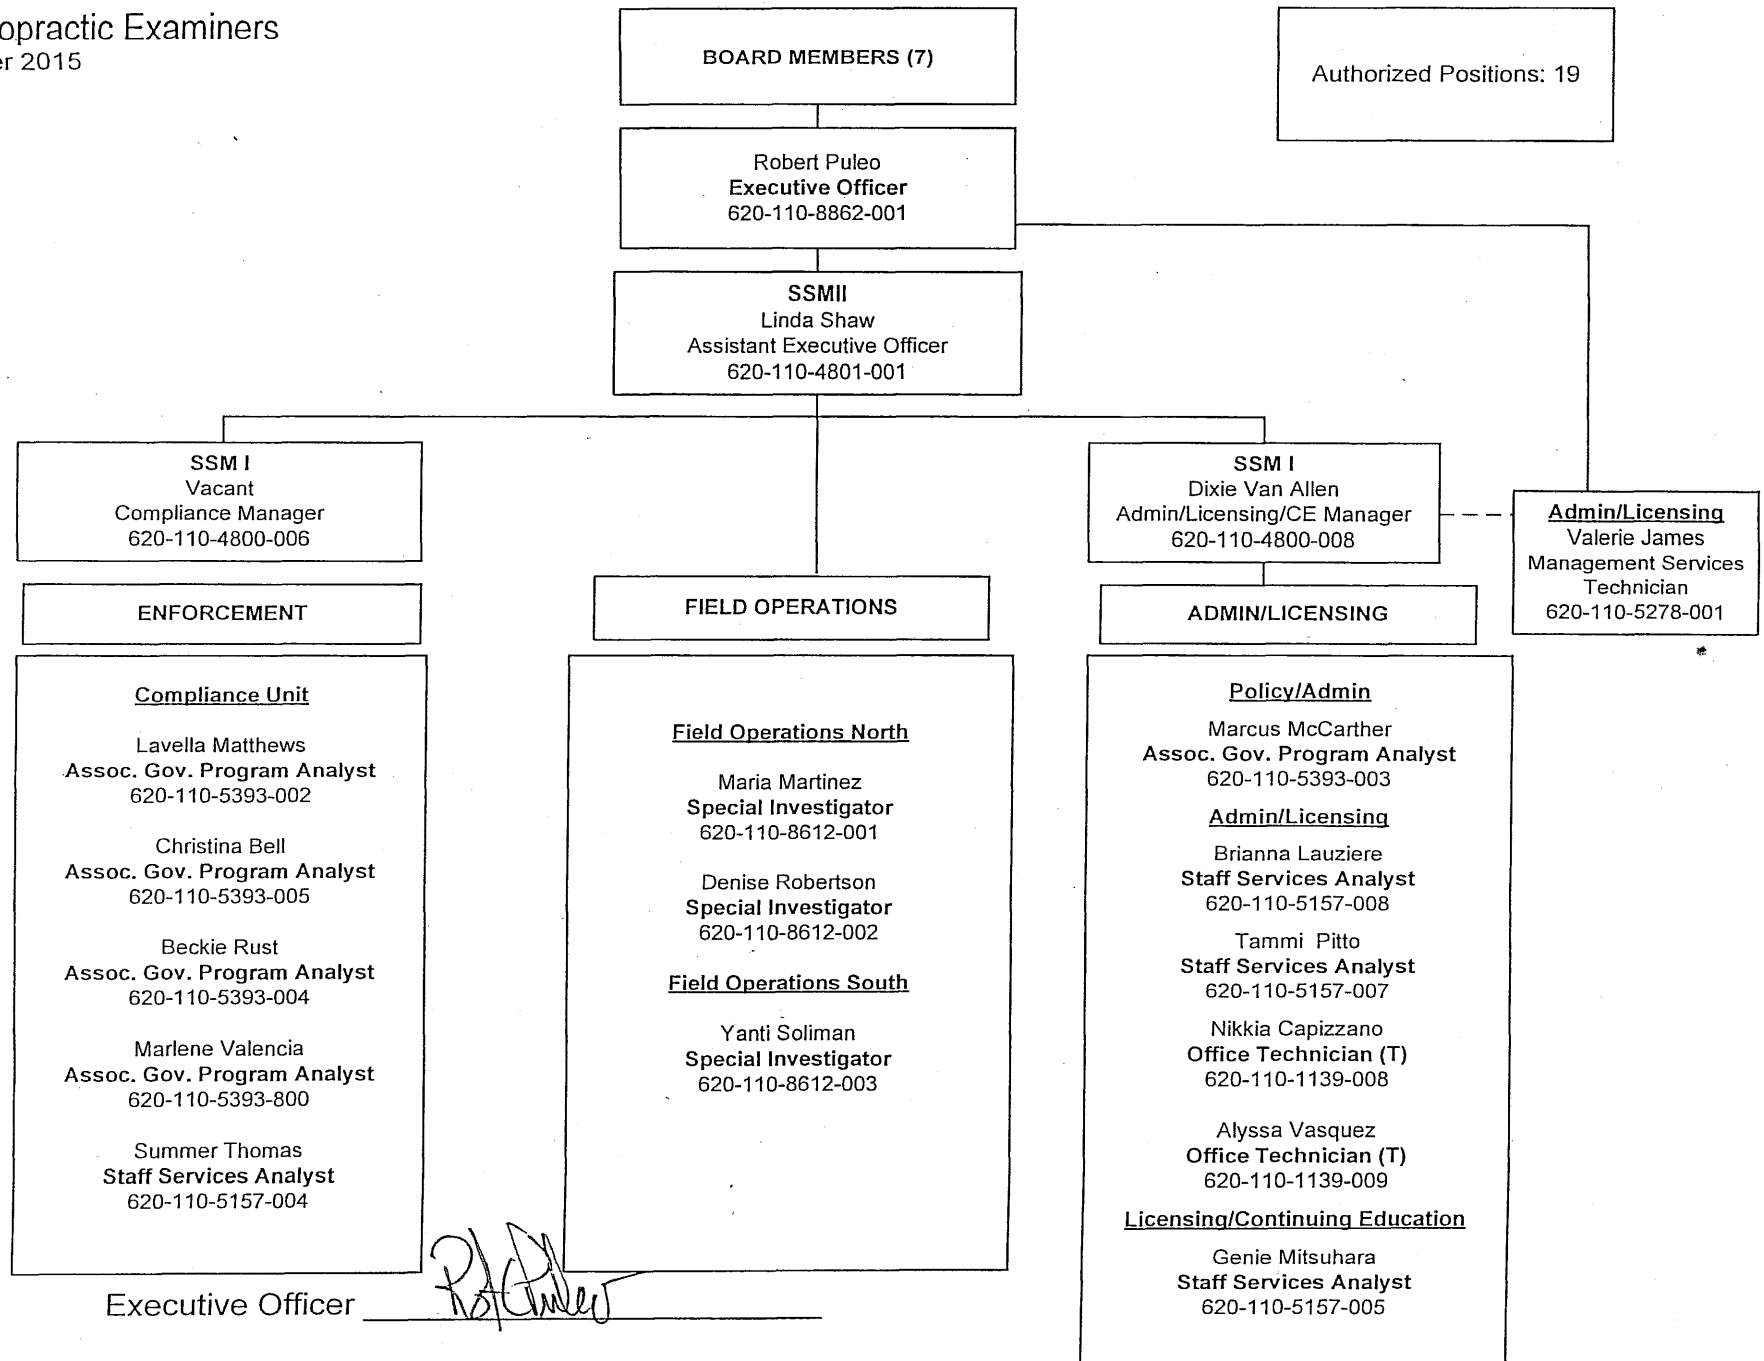 opractic Examiners
er 2015
BOARD MEMBERS (7)
Authorized Positions: 19
Robert Puleo
Executive Officer
620-110-8862-001
SSMII
Linda Shaw
Assistant Executive Officer
620-110-4801-001
SSM I
Vacant
Compliance Manager
620-110-4800-006
SSM I
Dixie Van Allen
Admin/Licensing/CE Manager
620-110-4800-008
Admin/Licensing
Valerie James
Management Services
Technician
620-110-5278-001
ENFORCEMENT
FIELD OPERATIONS
ADMIN/LICENSING
Compliance Unit
Lavella Matthews
Assoc. Gov. Program Analyst
620-110-5393-002
Christina Bell
Assoc. Gov. Program Analyst
620-110-5393-005
Beckie Rust
Assoc. Gov. Program Analyst
620-110-5393-004
Marlene Valencia
Assoc. Gov. Program Analyst
620-110-5393-800
Summer Thomas
Staff Services Analyst
620-110-5157-004
Field Operations North
Maria Martinez
Special Investigator
620-110-8612-001
Denise Robertson
Special Investigator
620-110-8612-002
Field Operations South
Yanti Soliman
Special Investigator
620-110-8612-003
Policy/Admin
Marcus McCarther
Assoc. Gov. Program Analyst
620-110-5393-003
Admin/Licensing
Brianna Lauziere
Staff Services Analyst
620-110-5157-008
Tammi Pitto
Staff Services Analyst
620-110-5157-007
Nikkia Capizzano
Office Technician (T)
620-110-1139-008
Alyssa Vasquez
Office Technician (T)
620-110-1139-009
Licensing/Continuing Education
Genie Mitsuhara
Staff Services Analyst
620-110-5157-005
Executive Officer